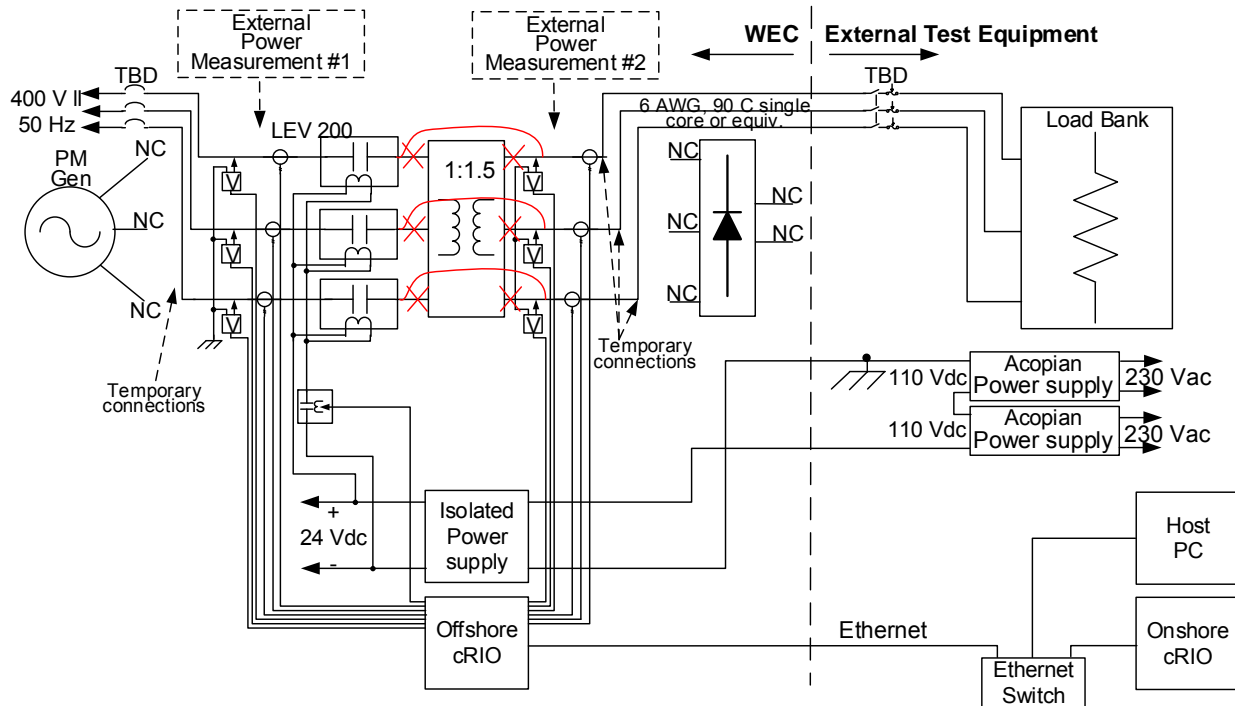 External
Power
Measurement #1
External
Power
Measurement #2
WEC
External Test Equipment
TBD
400 V ll
50 Hz
NC
PM
Gen
NC
NC
LEV 200
1:1.5
V
V
V
V
V
V
TBD
6 AWG, 90 C single
core or equiv.
NC
NC
NC
NC
NC
Load Bank
Temporary
connections
Temporary
connections
110 Vdc
Acopian
Power supply
230 Vac
110 Vdc
Acopian
Power supply
230 Vac
+
24 Vdc
-
Isolated
Power
supply
Offshore
cRIO
Ethernet
Ethernet
Switch
Host
PC
Onshore
cRIO